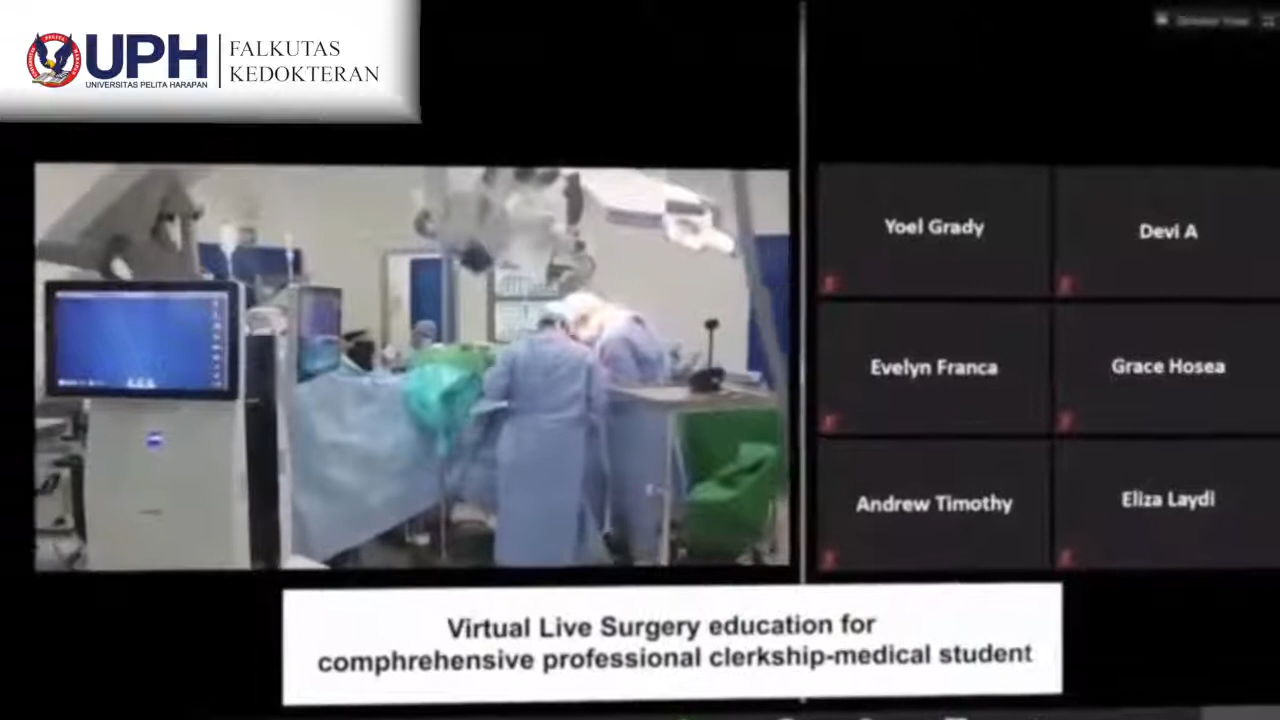 UPH
UNIVERSITAS PELITA HARAPAN
FALKUTAS
KEDOKTERAN
Yoel Grady
Devi A
Evelyn Franca
Grace Hosea
Andrew Timothy
Eliza Laydi
Virtual Live Surgery education for
comphrehensive professional clerkship-medical student